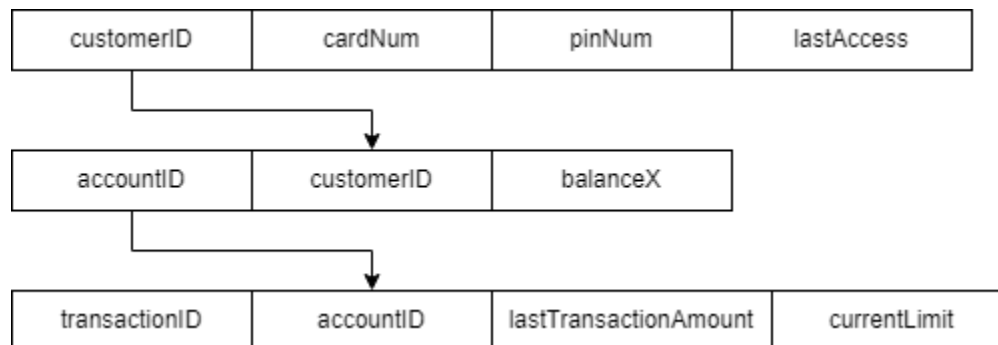 customerID cardNum pinNum lastAccess
accountID customerID balanceX
transactionID accountID lastTransactionAmount currentLimit